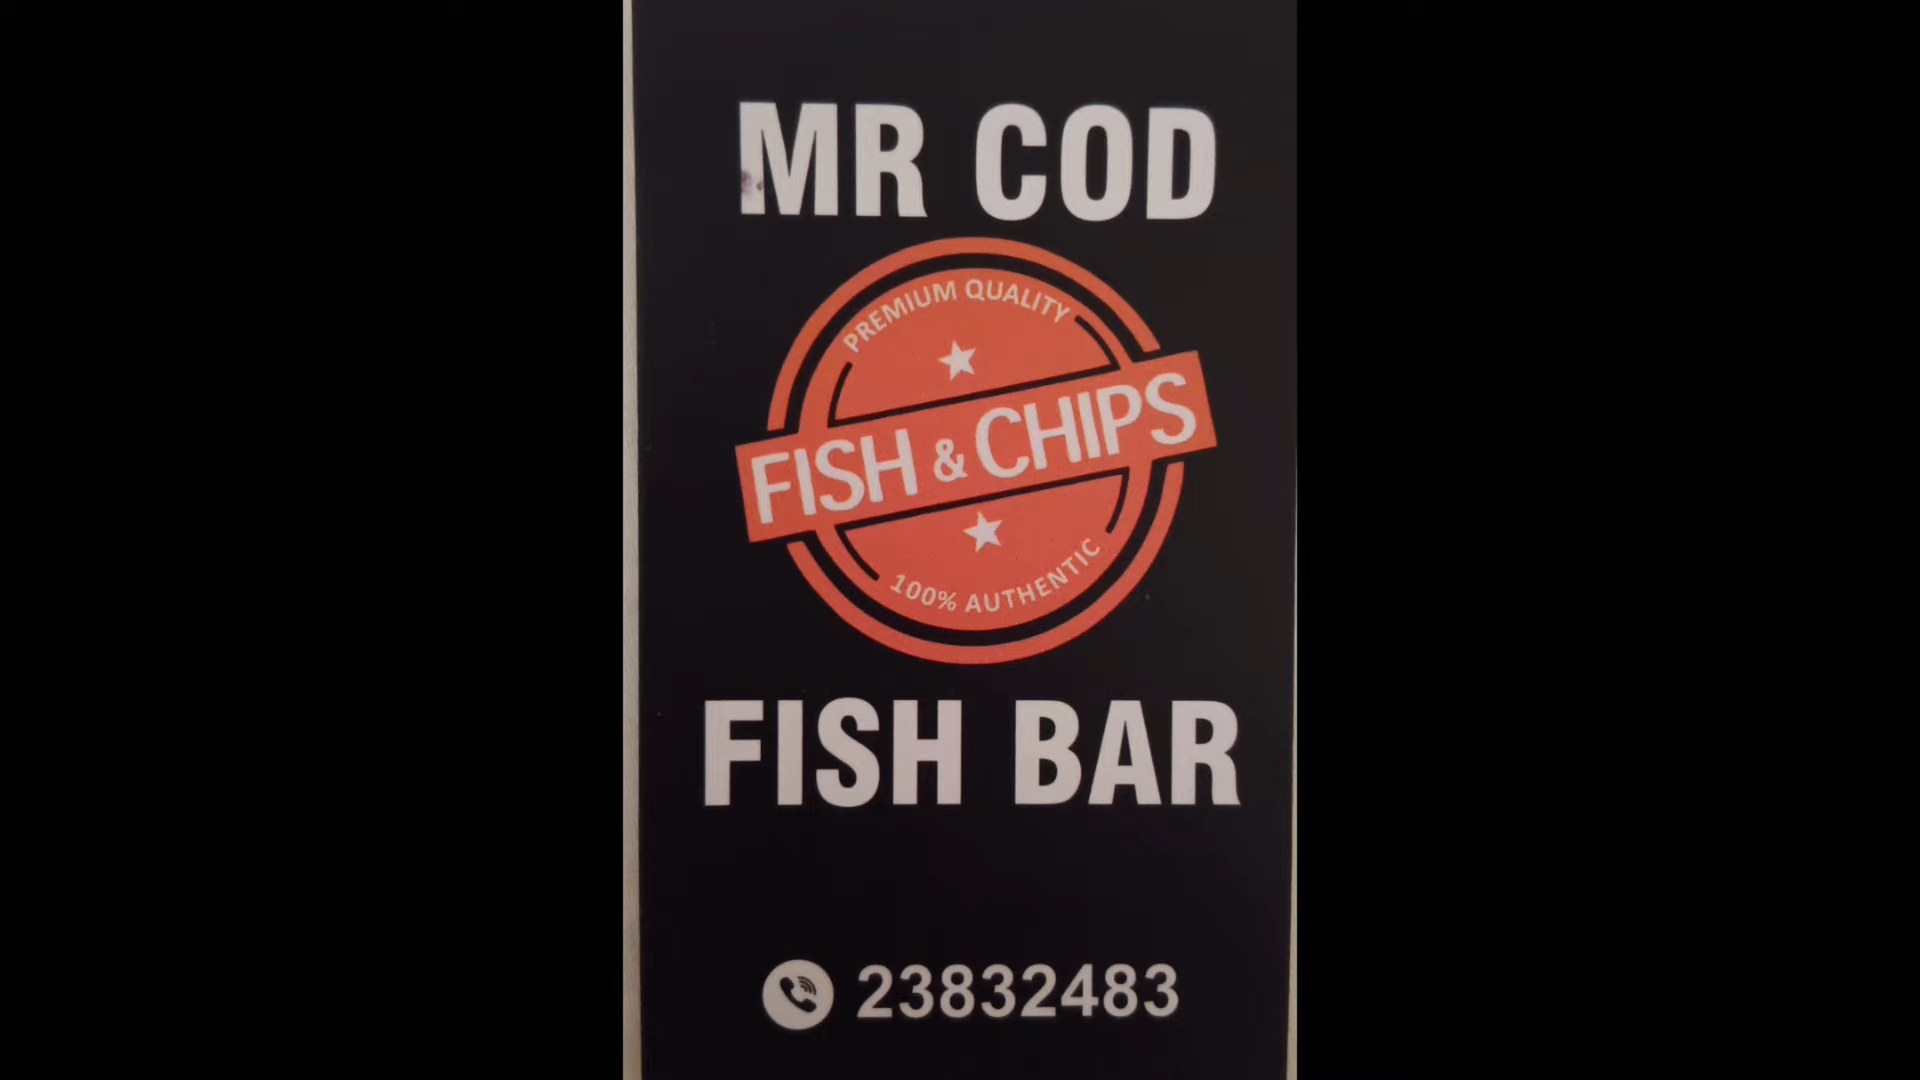 MR COD
PREMIUM QUALITY
FISH & CHIPS
100% AUTHENTIC
FISH BAR
23832483